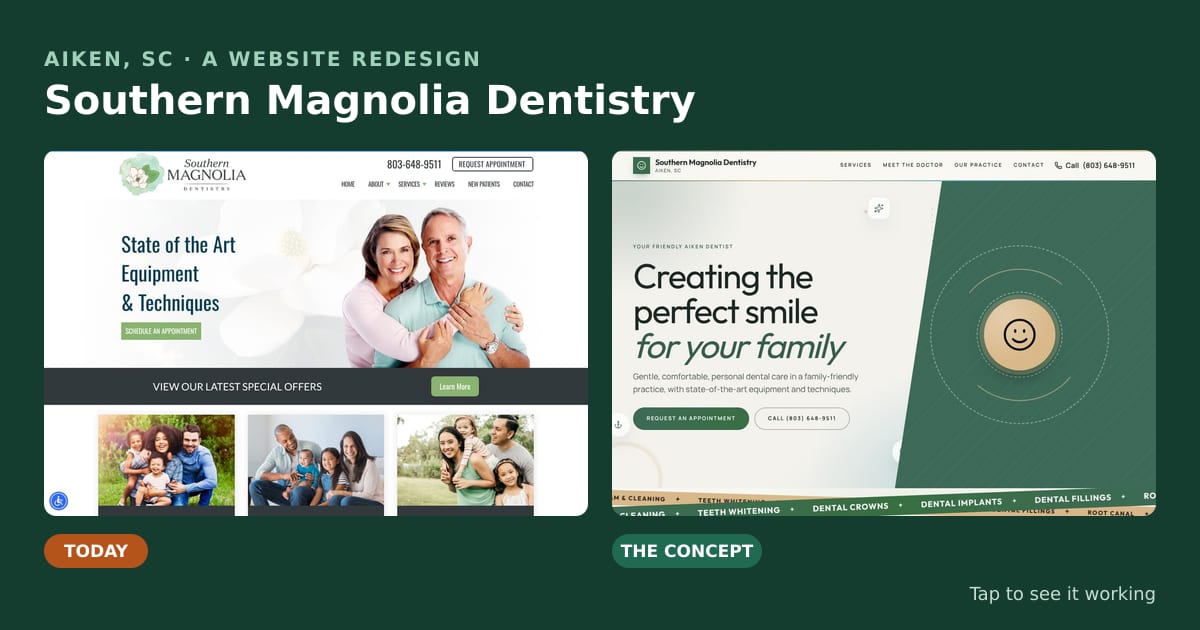 AIKEN, SC · A WEBSITE REDESIGN
Southern Magnolia Dentistry
Southern
MAGNOLIA
DENTISTRY
803-648-9511
REQUEST APPOINTMENT
HOME ABOUT SERVICES REVIEWS NEW PATIENTS CONTACT
State of the Art
Equipment
& Techniques
SCHEDULE AN APPOINTMENT
VIEW OUR LATEST SPECIAL OFFERS
Learn More
Southern Magnolia Dentistry
AIKEN, SC
SERVICES MEET THE DOCTOR OUR PRACTICE CONTACT Call (803) 648-9511
YOUR FRIENDLY AIKEN DENTIST
Creating the
perfect smile
for your family
Gentle, comfortable, personal dental care in a family-friendly
practice, with state-of-the-art equipment and techniques.
REQUEST AN APPOINTMENT
CALL (803) 648-9511
& CLEANING TEETH WHITENING FILLINGS ROOT CANAL
CLEANING TEETH WHITENING DENTAL CROWNS DENTAL IMPLANTS DENTAL FILLINGS RO
TODAY
THE CONCEPT
Tap to see it working